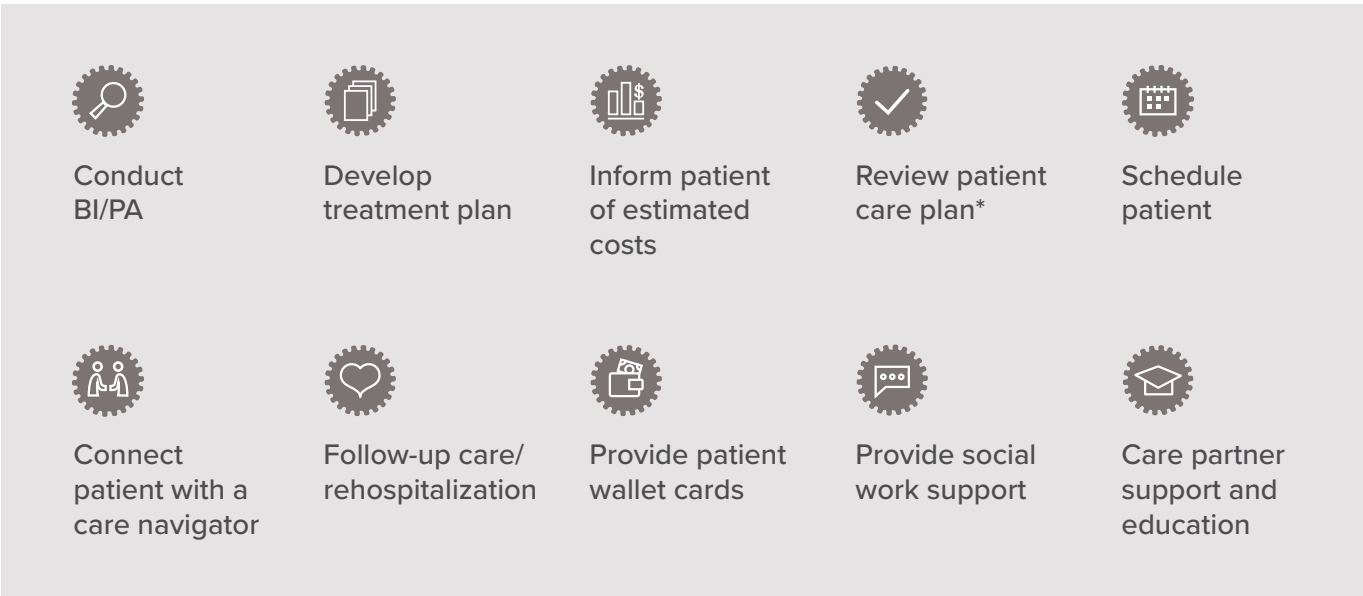 Conduct
BI/PA
Develop
treatment plan
Inform patient
of estimated
costs
Review patient
care plan*
Schedule
patient
Connect
patient with a
care navigator
Follow-up care/
rehospitalization
Provide patient
wallet cards
Provide social
work support
Care partner
support and
education